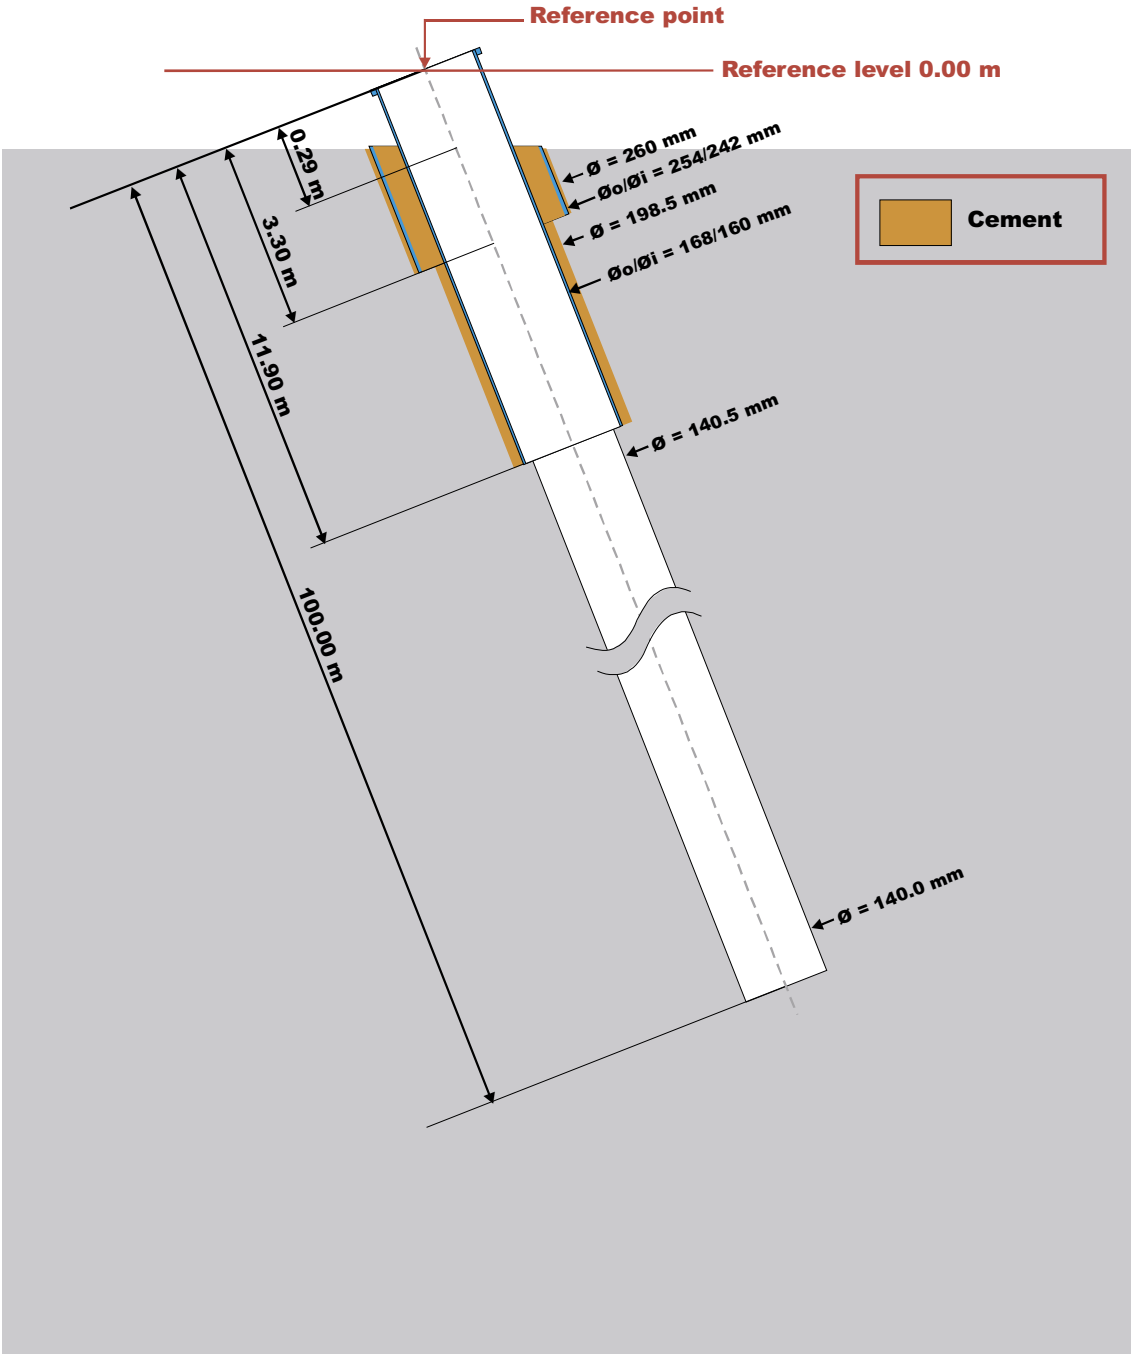 Reference point
Reference level 0.00 m
0.29 m
3.30 m
11.90 m
100.00 m
Ø = 260 mm
Øo/Øi = 254/242 mm
Ø = 198.5 mm
Øo/Øi = 168/160 mm
Cement
Ø = 140.5 mm
Ø = 140.0 mm